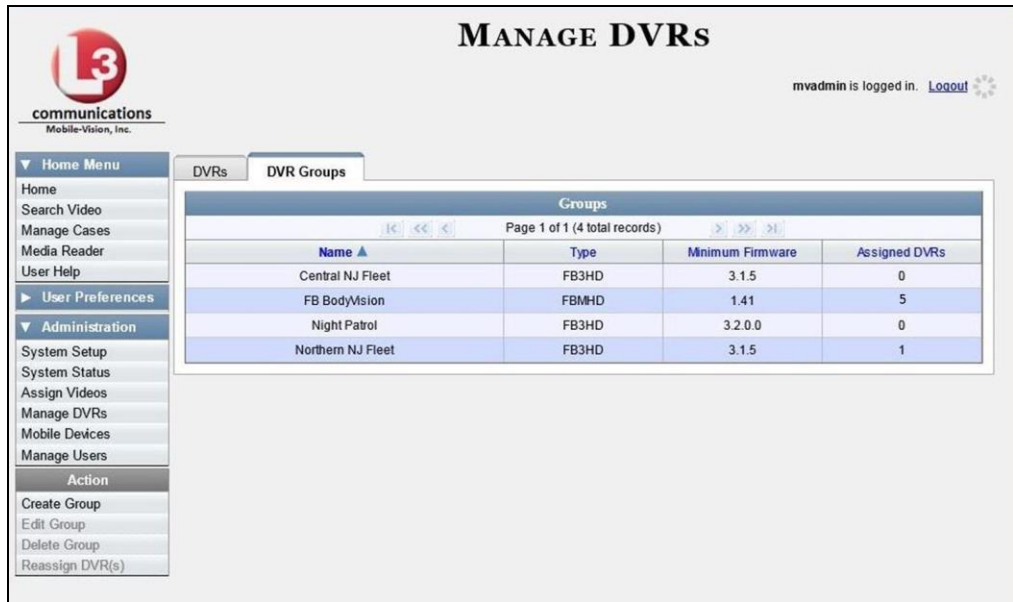 MANAGE DVRS
L3
communications
Mobile-Vision, Inc.
mvadmin is logged in. Logout
▼ Home Menu
Home
Search Video
Manage Cases
Media Reader
User Help
▶ User Preferences
▼ Administration
System Setup
System Status
Assign Videos
Manage DVRs
Mobile Devices
Manage Users
Action
Create Group
Edit Group
Delete Group
Reassign DVR(s)
DVRs DVR Groups
Groups
|< << < Page 1 of 1 (4 total records) > >> >|
Name ▲ Type Minimum Firmware Assigned DVRs
Central NJ Fleet FB3HD 3.1.5 0
FB BodyVision FBMHD 1.41 5
Night Patrol FB3HD 3.2.0.0 0
Northern NJ Fleet FB3HD 3.1.5 1